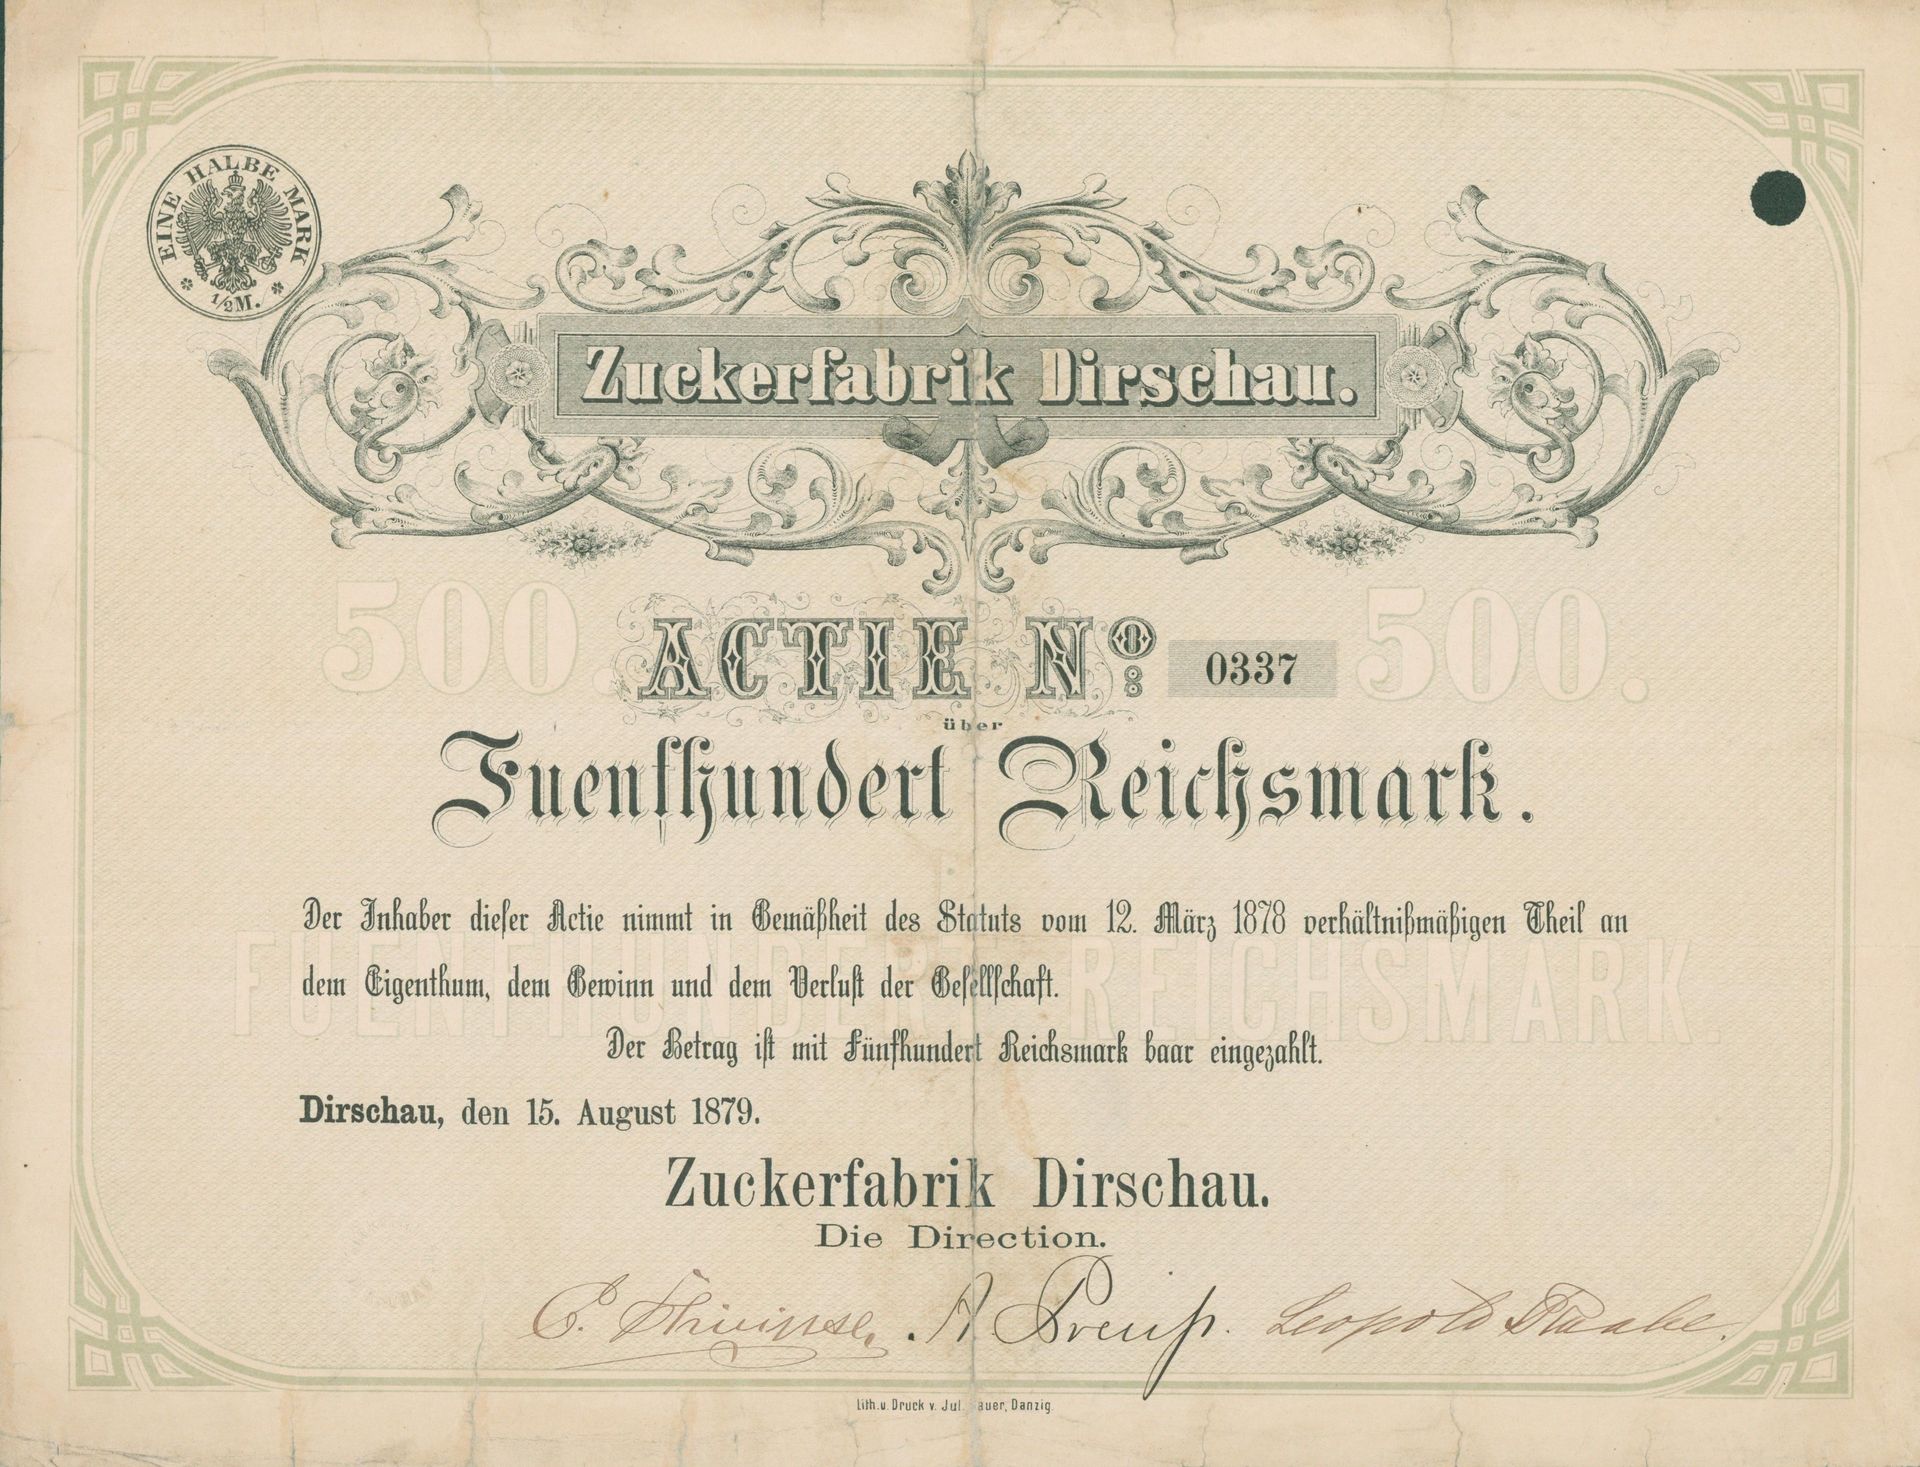 EINE HALBE MARK
1/2 M.
Zuckerfabrik Dirschau.
500. ACTIE No: 0337 500.
über
Fuenfhundert Reichsmark.
Der Inhaber dieser Actie nimmt in Gemäßheit des Statuts vom 12. März 1878 verhältnißmäßigen Theil an
dem Eigenthum, dem Gewinn und dem Verlust der Gesellschaft.
FUENFHUNDERT REICHSMARK
Der Betrag ist mit Fünfhundert Reichsmark baar eingezahlt.
Dirschau, den 15. August 1879.
Zuckerfabrik Dirschau.
Die Direction.
A. Preuß. Leopold Raabe.
Lith. u. Druck v. Jul. Danzig.